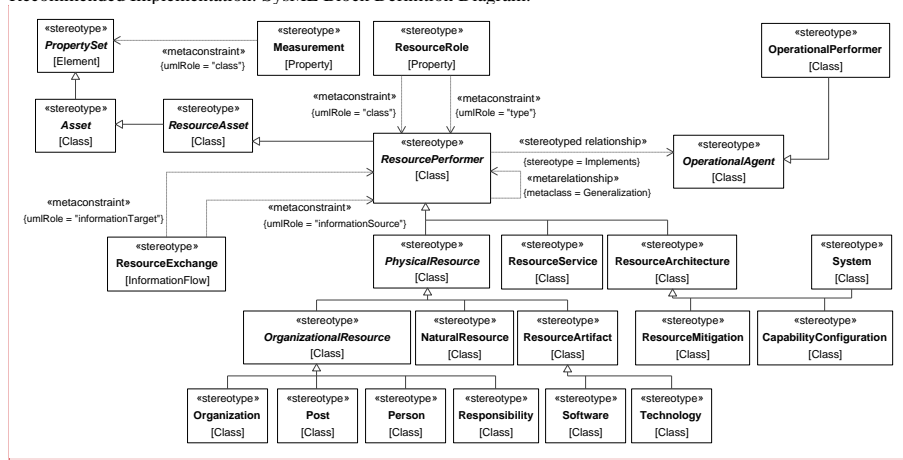 Recommended Implementation: SysML Block Definition Diagram.
«stereotype»
PropertySet
[Element]
«metaconstraint»
{umlRole = "class"}
«stereotype»
Measurement
[Property]
«stereotype»
ResourceRole
[Property]
«stereotype»
OperationalPerformer
[Class]
«metaconstraint»
{umlRole = "class"}
«metaconstraint»
{umlRole = "type"}
«stereotype»
Asset
[Class]
«stereotype»
ResourceAsset
[Class]
«stereotype»
ResourcePerformer
[Class]
«stereotyped relationship»
{stereotype = Implements}
«metarelationship»
{metaclass = Generalization}
«stereotype»
OperationalAgent
[Class]
«metaconstraint»
{umlRole = "informationTarget"}
«metaconstraint»
{umlRole = "informationSource"}
«stereotype»
ResourceExchange
[InformationFlow]
«stereotype»
PhysicalResource
[Class]
«stereotype»
ResourceService
[Class]
«stereotype»
ResourceArchitecture
[Class]
«stereotype»
System
[Class]
«stereotype»
OrganizationalResource
[Class]
«stereotype»
NaturalResource
[Class]
«stereotype»
ResourceArtifact
[Class]
«stereotype»
ResourceMitigation
[Class]
«stereotype»
CapabilityConfiguration
[Class]
«stereotype»
Organization
[Class]
«stereotype»
Post
[Class]
«stereotype»
Person
[Class]
«stereotype»
Responsibility
[Class]
«stereotype»
Software
[Class]
«stereotype»
Technology
[Class]